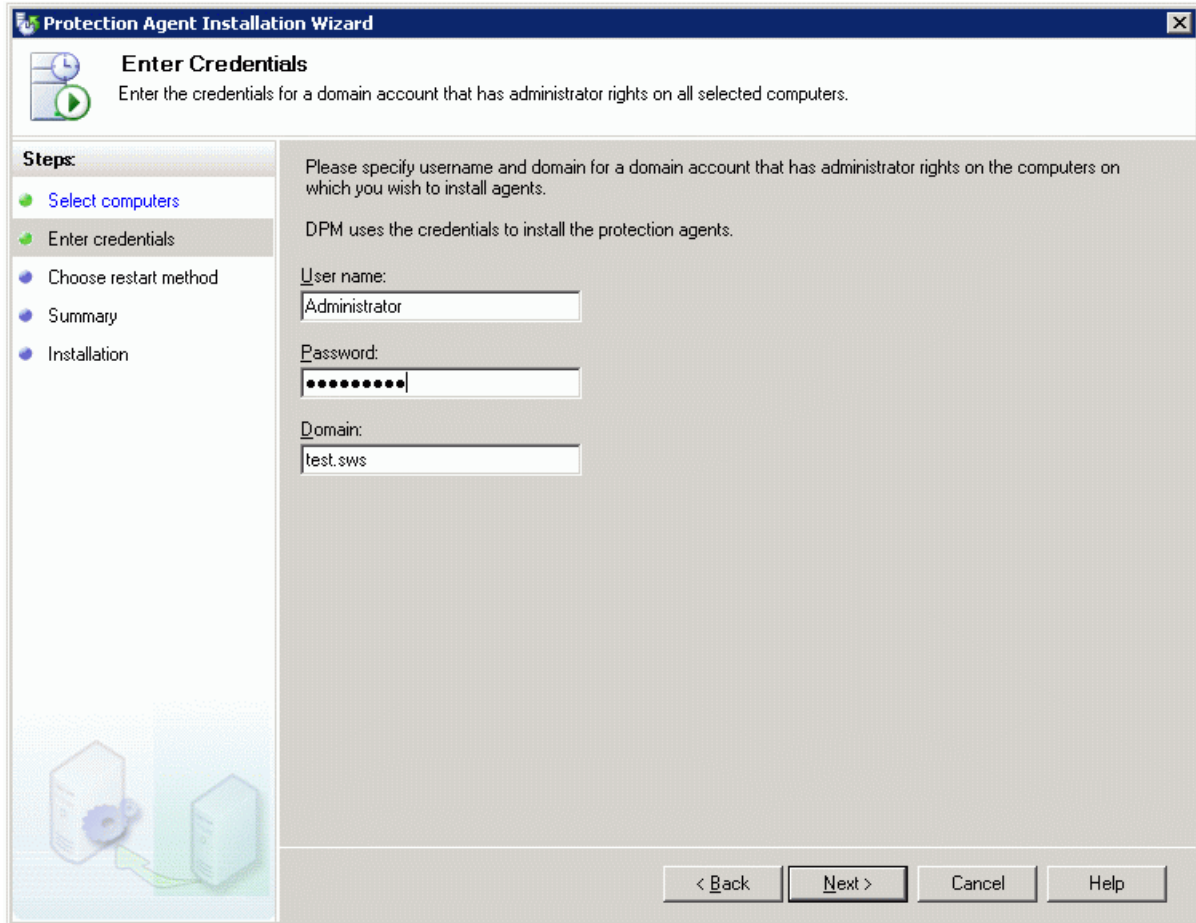 Protection Agent Installation Wizard
Enter Credentials
Enter the credentials for a domain account that has administrator rights on all selected computers.
Steps:
Select computers
Enter credentials
Choose restart method
Summary
Installation
Please specify username and domain for a domain account that has administrator rights on the computers on
which you wish to install agents.
DPM uses the credentials to install the protection agents.
User name:
Administrator
Password:
●●●●●●●●●
Domain:
test.sws
< Back
Next >
Cancel
Help